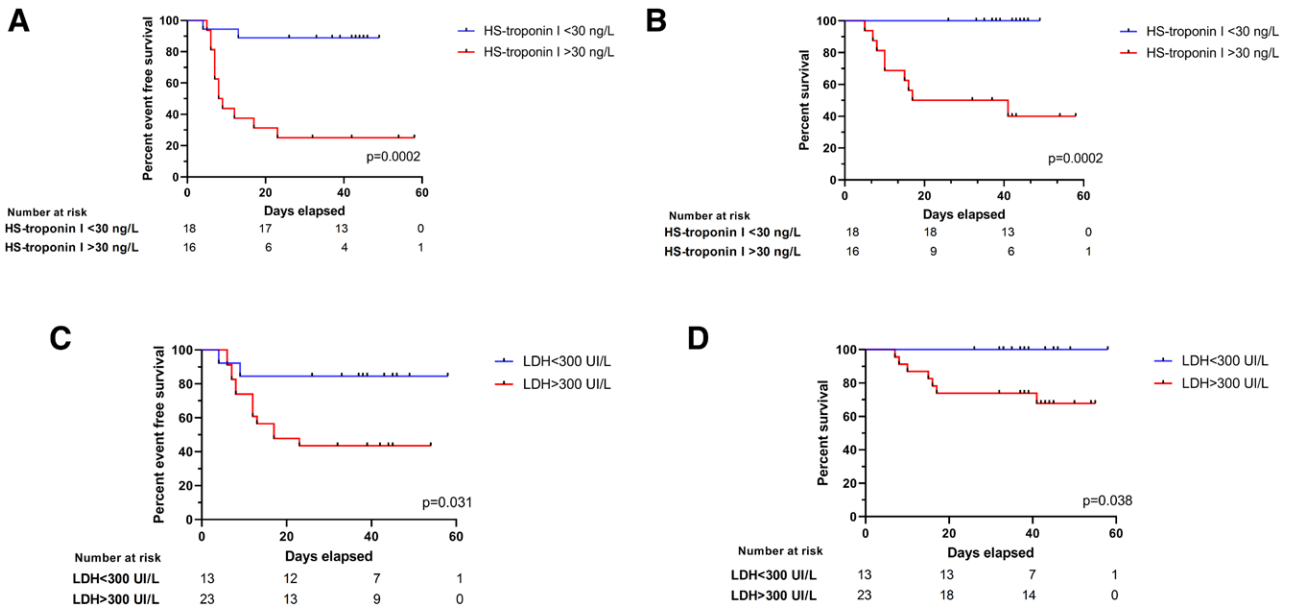 A
Percent event free survival
100
80
60
40
20
0
HS-troponin I <30 ng/L
HS-troponin I >30 ng/L
p=0.0002
0 20 40 60
Days elapsed
Number at risk
HS-troponin I <30 ng/L 18 17 13 0
HS-troponin I >30 ng/L 16 6 4 1
B
Percent survival
100
80
60
40
20
0
HS-troponin I <30 ng/L
HS-troponin I >30 ng/L
p=0.0002
0 20 40 60
Days elapsed
Number at risk
HS-troponin I <30 ng/L 18 18 13 0
HS-troponin I >30 ng/L 16 9 6 1
C
Percent event free survival
100
80
60
40
20
0
LDH<300 UI/L
LDH>300 UI/L
p=0.031
0 20 40 60
Days elapsed
Number at risk
LDH<300 UI/L 13 12 7 1
LDH>300 UI/L 23 13 9 0
D
Percent survival
100
80
60
40
20
0
LDH<300 UI/L
LDH>300 UI/L
p=0.038
0 20 40 60
Days elapsed
Number at risk
LDH<300 UI/L 13 13 7 1
LDH>300 UI/L 23 18 14 0